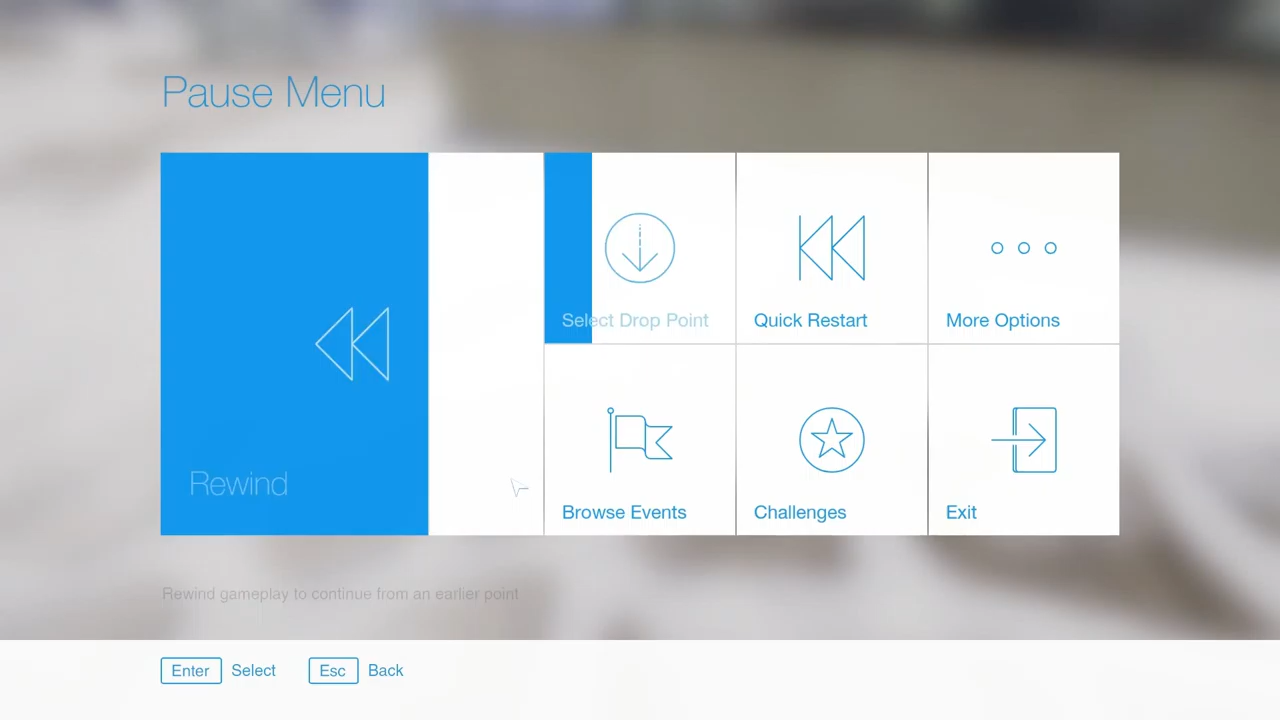 Pause Menu
Rewind
Select Drop Point
Quick Restart
More Options
Browse Events
Challenges
Exit
Rewind gameplay to continue from an earlier point
Enter Select Esc Back